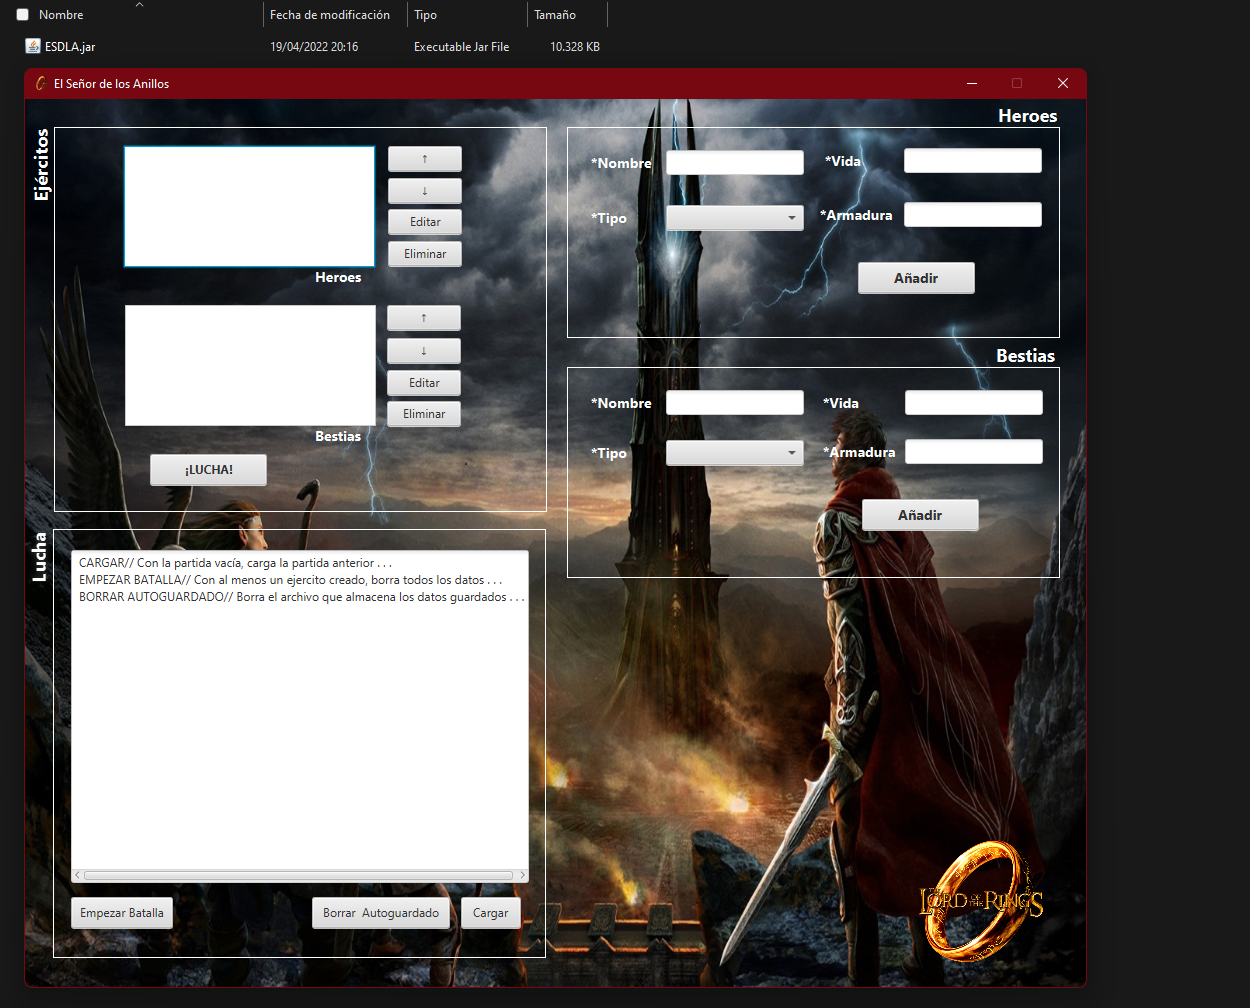 Nombre Fecha de modificación Tipo Tamaño
ESDLA.jar 19/04/2022 20:16 Executable Jar File 10.328 KB
El Señor de los Anillos
Ejércitos
↑
↓
Editar
Eliminar
Heroes
↑
↓
Editar
Eliminar
Bestias
¡LUCHA!
Heroes
*Nombre *Vida
*Tipo *Armadura
Añadir
Bestias
*Nombre *Vida
*Tipo *Armadura
Añadir
Lucha
CARGAR// Con la partida vacía, carga la partida anterior . . .
EMPEZAR BATALLA// Con al menos un ejercito creado, borra todos los datos . . .
BORRAR AUTOGUARDADO// Borra el archivo que almacena los datos guardados . . .
Empezar Batalla Borrar Autoguardado Cargar
THE
LORD OF THE RINGS